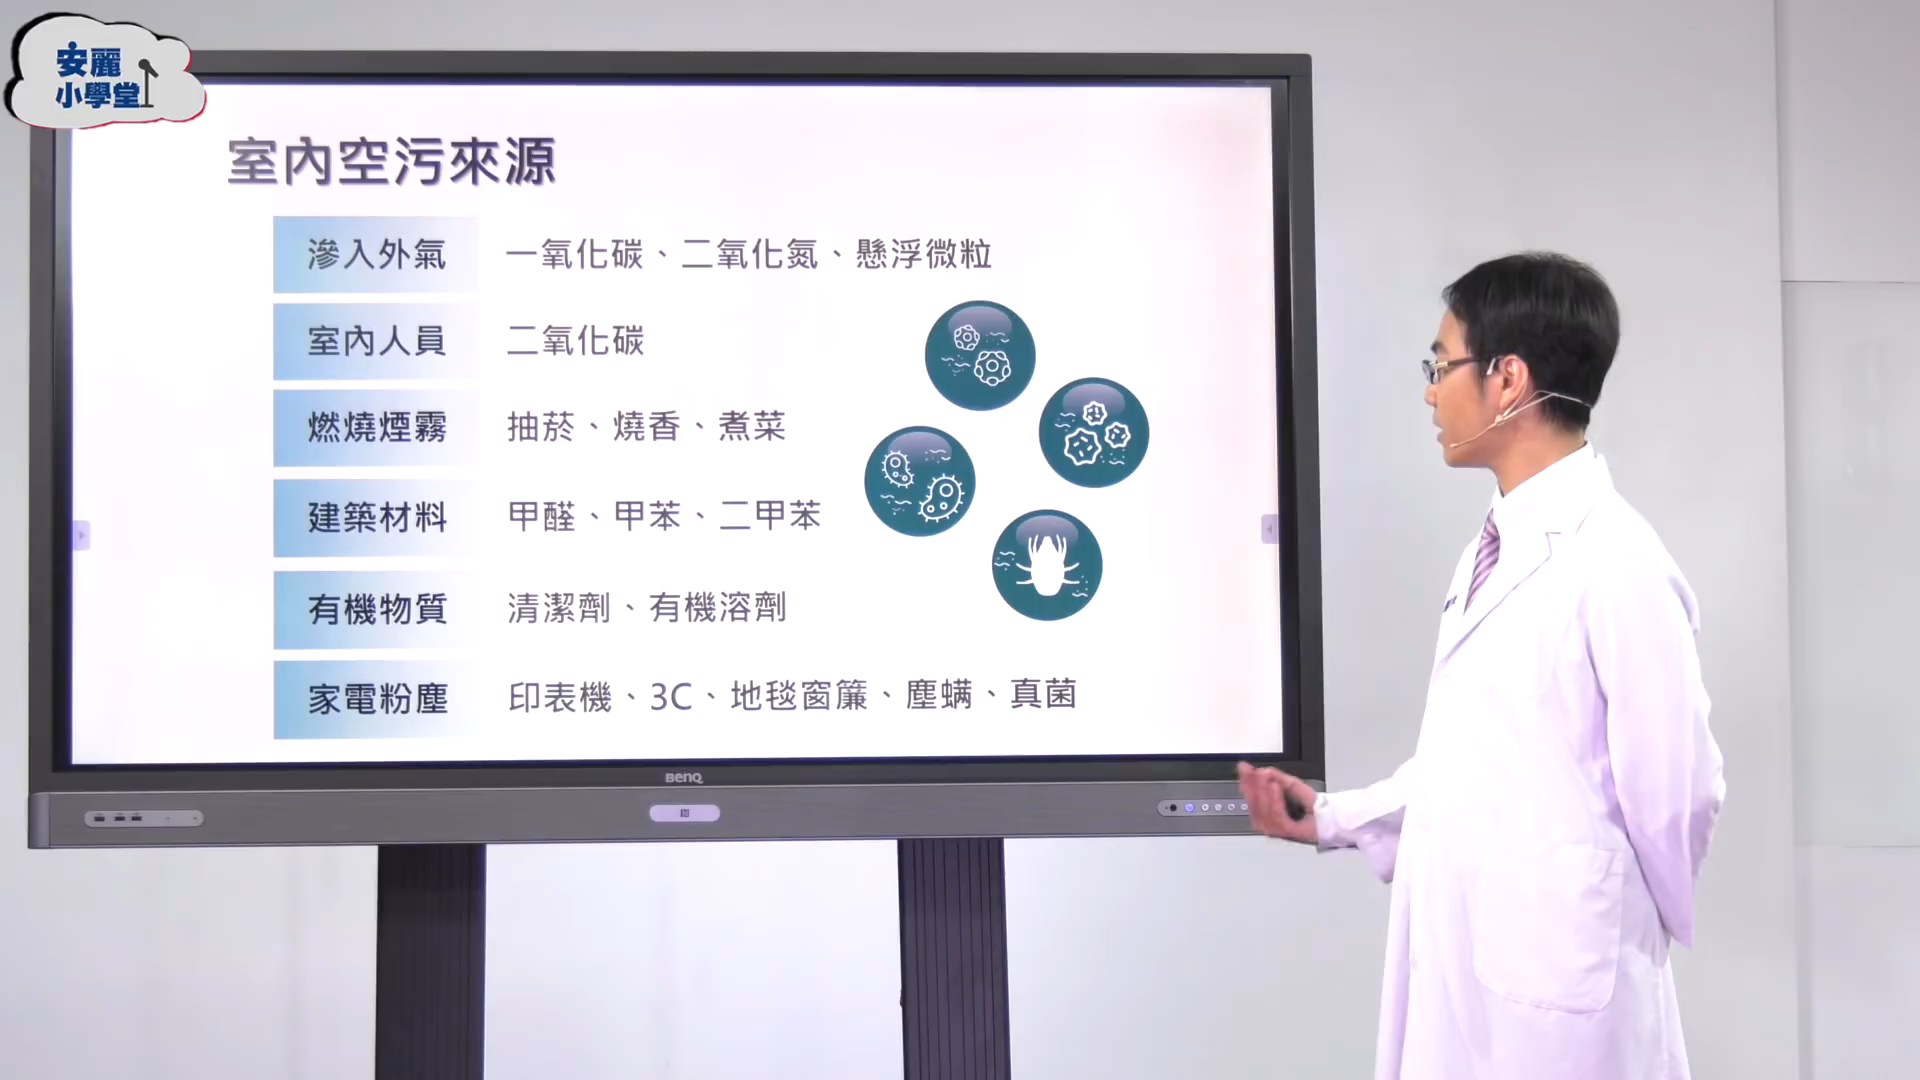 安麗
小學堂
室內空污來源
滲入外氣 一氧化碳、二氧化氮、懸浮微粒
室內人員 二氧化碳
燃燒煙霧 抽菸、燒香、煮菜
建築材料 甲醛、甲苯、二甲苯
有機物質 清潔劑、有機溶劑
家電粉塵 印表機、3C、地毯窗簾、塵蟎、真菌
BenQ